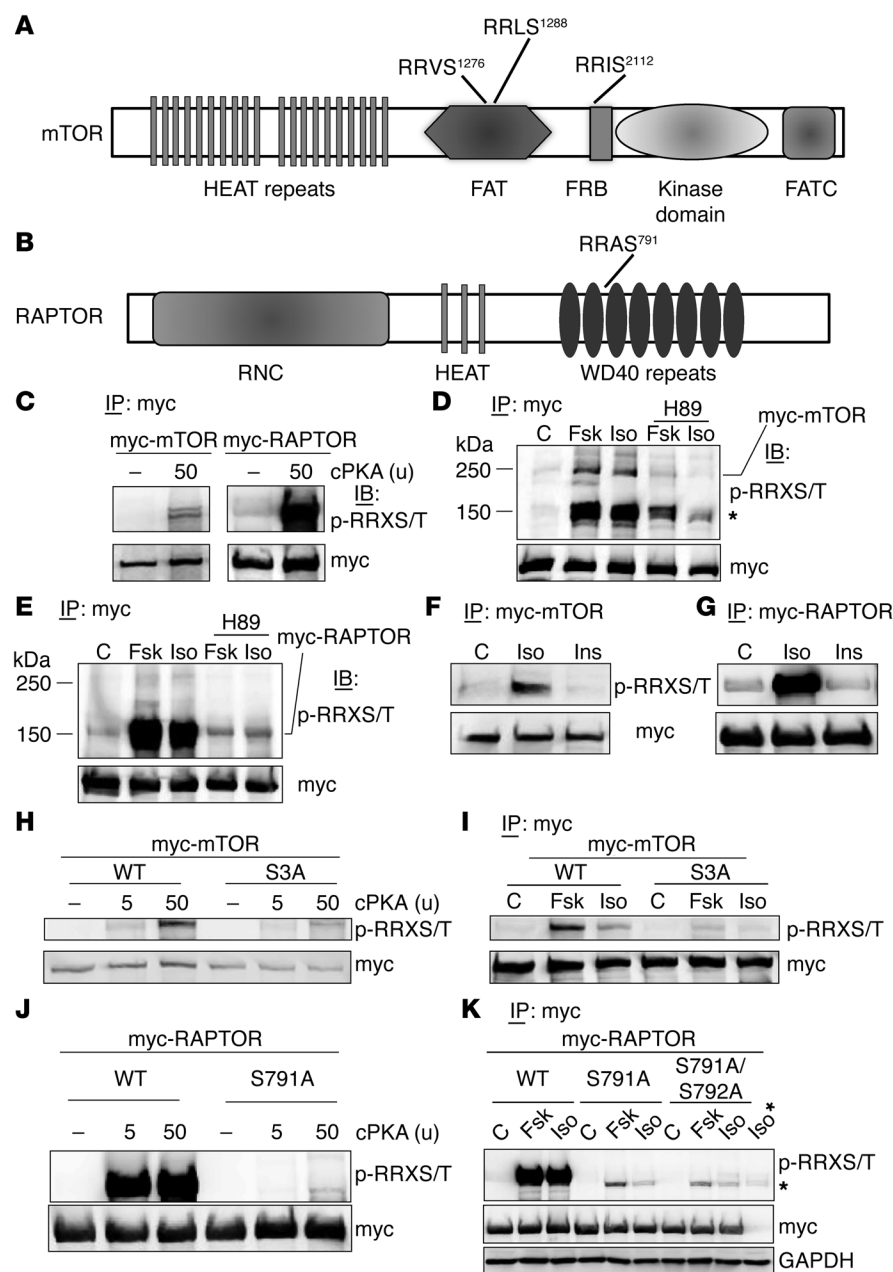 A
RRLS1288
RRVS1276
RRIS2112
mTOR
HEAT repeats
FAT
FRB
Kinase
domain
FATC
B
RRAS791
RAPTOR
RNC
HEAT
WD40 repeats
C
IP: myc
myc-mTOR
myc-RAPTOR
– 50 – 50 cPKA (u)
IB:
p-RRXS/T
myc
D
IP: myc
H89
C Fsk Iso Fsk Iso
kDa
250
150
myc-mTOR
IB:
p-RRXS/T
*
myc
E
IP: myc
H89
C Fsk Iso Fsk Iso
kDa
250
150
myc-RAPTOR
IB:
p-RRXS/T
myc
F
IP: myc-mTOR
C Iso Ins
p-RRXS/T
myc
G
IP: myc-RAPTOR
C Iso Ins
H
myc-mTOR
WT S3A
– 5 50 – 5 50 cPKA (u)
p-RRXS/T
myc
I
IP: myc
myc-mTOR
WT S3A
C Fsk Iso C Fsk Iso
p-RRXS/T
myc
J
myc-RAPTOR
WT S791A
– 5 50 – 5 50 cPKA (u)
p-RRXS/T
myc
K
IP: myc
myc-RAPTOR
WT S791A S791A/
S792A
C Fsk Iso C Fsk Iso C Fsk Iso Iso*
p-RRXS/T
*
myc
GAPDH